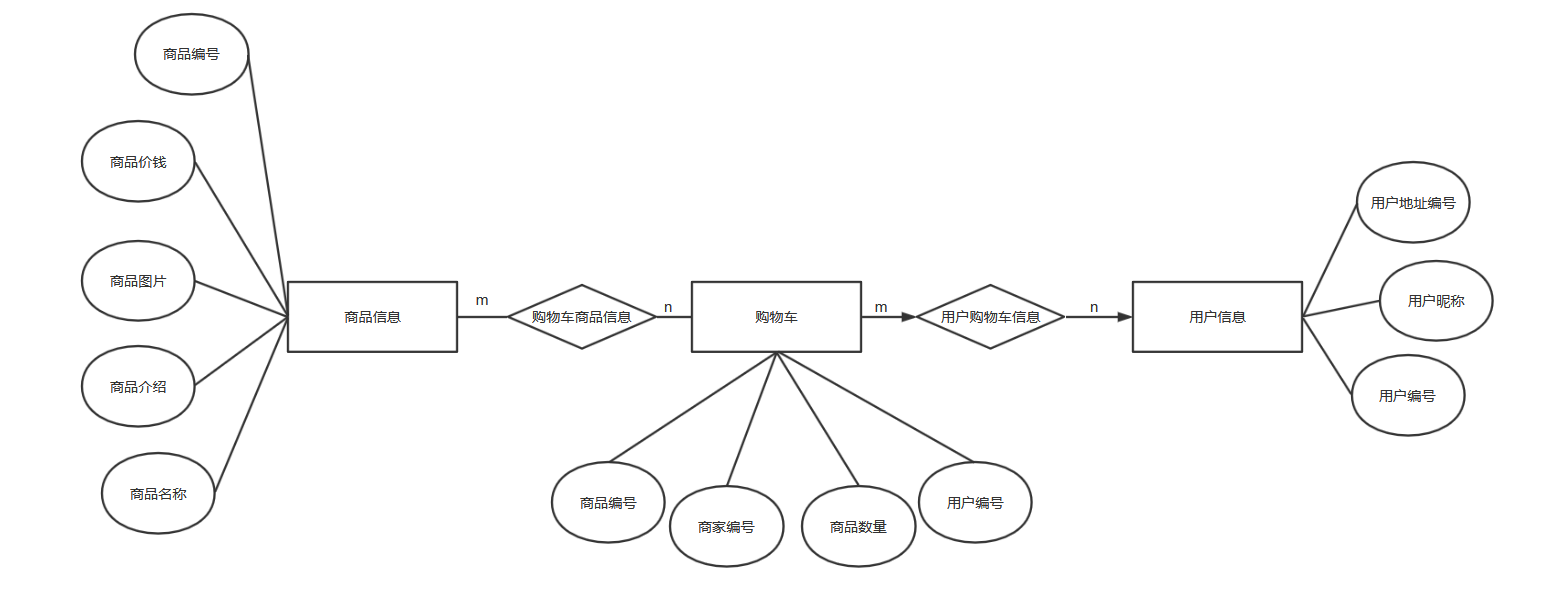 商品编号
商品价钱
商品图片
商品介绍
商品名称
商品信息
m
购物车商品信息
n
购物车
m
用户购物车信息
n
用户信息
用户地址编号
用户昵称
用户编号
商品编号
商家编号
商品数量
用户编号